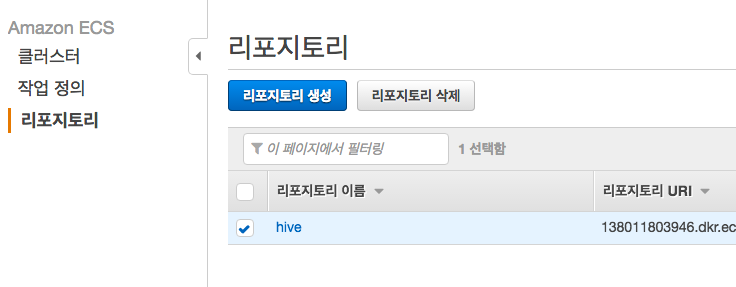 Amazon ECS
클러스터
작업 정의
리포지토리
리포지토리
리포지토리 생성 리포지토리 삭제
이 페이지에서 필터링 1 선택함
리포지토리 이름 리포지토리 URI
hive 138011803946.dkr.ec